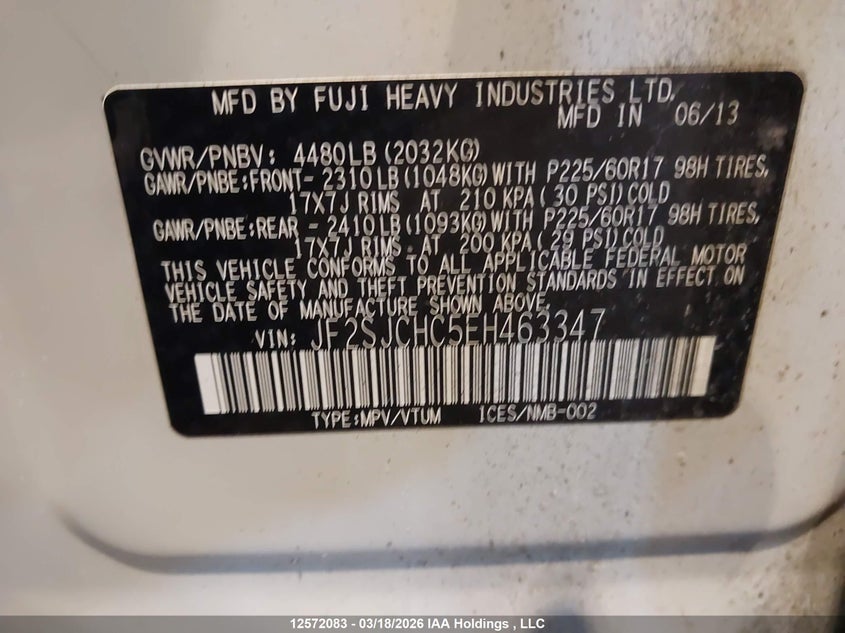 MFD BY FUJI HEAVY INDUSTRIES LTD.
MFD IN 06/13
GVWR/PNBV: 4480LB (2032KG)
GAWR/PNBE:FRONT- 2310LB(1048KG)WITH P225/60R17 98H TIRES,
17X7J RIMS AT 210 KPA( 30 PSI)COLD
GAWR/PNBE:REAR - 2410LB(1093KG)WITH P225/60R17 98H TIRES,
17X7J RIMS AT 200 KPA( 29 PSI)COLD
THIS VEHICLE CONFORMS TO ALL APPLICABLE FEDERAL MOTOR
VEHICLE SAFETY AND THEFT PREVENTION STANDARDS IN EFFECT ON
THE DATE OF MANUFACTURE SHOWN ABOVE.
VIN: JF2SJCHC5EH463347
TYPE:MPV/VTUM ICES/NMB-002
12572083 - 03/18/2026 IAA Holdings , LLC